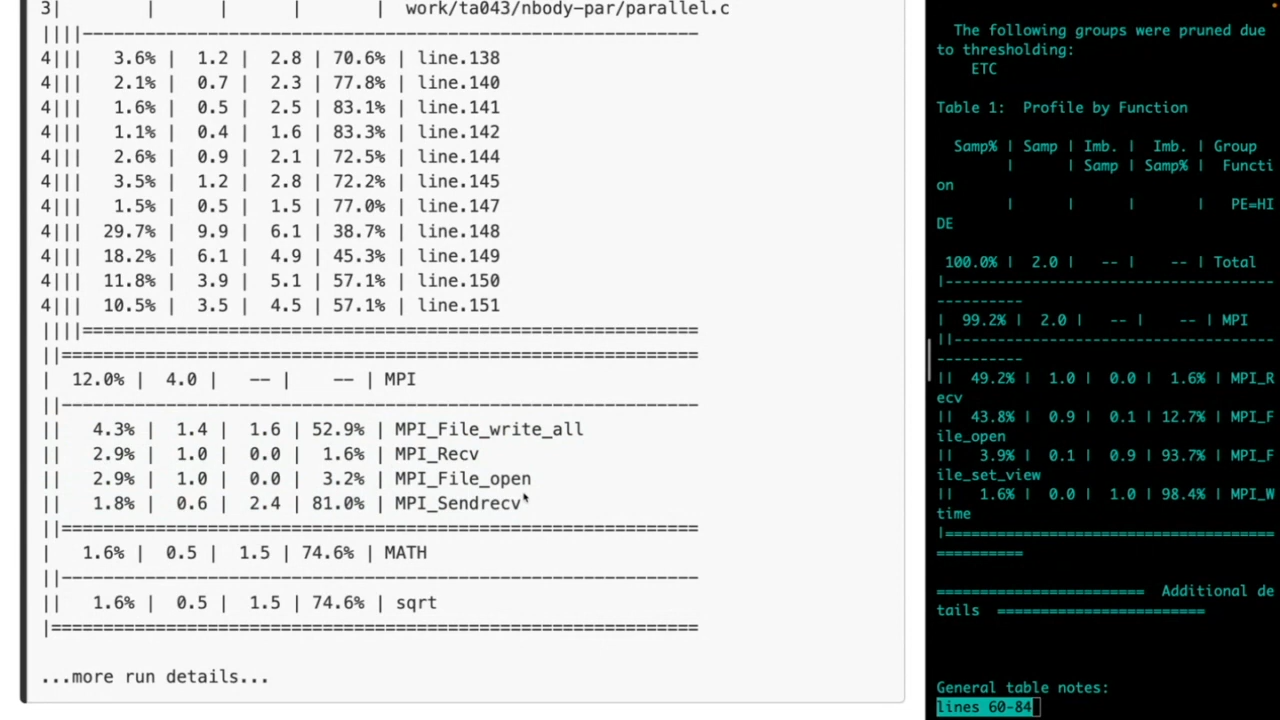 3|         |      |      |       |  work/ta043/nbody-par/parallel.c
||||-----------------------------------------------------------
4|||   3.6% |  1.2 |   2.8 | 70.6% | line.138
4|||   2.1% |  0.7 |   2.3 | 77.8% | line.140
4|||   1.6% |  0.5 |   2.5 | 83.1% | line.141
4|||   1.1% |  0.4 |   1.6 | 83.3% | line.142
4|||   2.6% |  0.9 |   2.1 | 72.5% | line.144
4|||   3.5% |  1.2 |   2.8 | 72.2% | line.145
4|||   1.5% |  0.5 |   1.5 | 77.0% | line.147
4|||  29.7% |  9.9 |   6.1 | 38.7% | line.148
4|||  18.2% |  6.1 |   4.9 | 45.3% | line.149
4|||  11.8% |  3.9 |   5.1 | 57.1% | line.150
4|||  10.5% |  3.5 |   4.5 | 57.1% | line.151
||||===========================================================
||=============================================================
|  12.0% |  4.0 |    -- |    -- | MPI
||-------------------------------------------------------------
||   4.3% |  1.4 |   1.6 | 52.9% | MPI_File_write_all
||   2.9% |  1.0 |   0.0 |  1.6% | MPI_Recv
||   2.9% |  1.0 |   0.0 |  3.2% | MPI_File_open
||   1.8% |  0.6 |   2.4 | 81.0% | MPI_Sendrecv
||=============================================================
|   1.6% |  0.5 |   1.5 | 74.6% | MATH
||-------------------------------------------------------------
||   1.6% |  0.5 |   1.5 | 74.6% | sqrt
|==============================================================
...more run details...
The following groups were pruned due
to thresholding:
ETC
Table 1:  Profile by Function
Samp% | Samp | Imb. |  Imb. | Group
|      | Samp | Samp% |  Functi
on
|      |      |       |   PE=HI
DE
100.0% |  2.0 |   -- |    -- | Total
|-------------------------------------
----------
|  99.2% |  2.0 |   -- |    -- | MPI
||------------------------------------
----------
||  49.2% |  1.0 |  0.0 |  1.6% | MPI_R
ecv
||  43.8% |  0.9 |  0.1 | 12.7% | MPI_F
ile_open
||   3.9% |  0.1 |  0.9 | 93.7% | MPI_F
ile_set_view
||   1.6% |  0.0 |  1.0 | 98.4% | MPI_W
time
|=====================================
==========
========================  Additional de
tails  ========================
General table notes:
lines 60-84